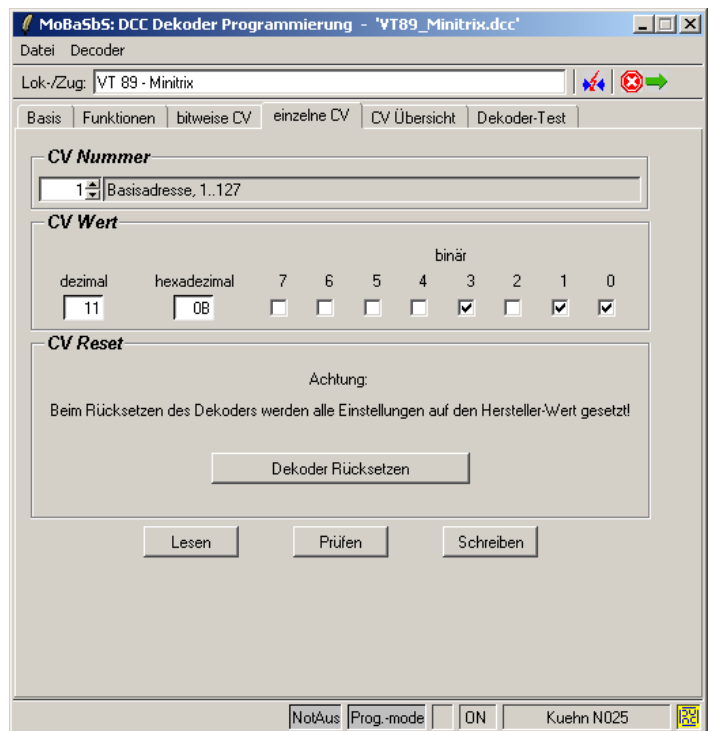 MoBaSbS: DCC Dekoder Programmierung - 'VT89_Minitrix.dcc'
Datei Decoder
Lok-/Zug: VT 89 - Minitrix
Basis Funktionen bitweise CV einzelne CV CV Übersicht Dekoder-Test
CV Nummer
1 Basisadresse, 1..127
CV Wert
binär
dezimal hexadezimal 7 6 5 4 3 2 1 0
11 0B
CV Reset
Achtung:
Beim Rücksetzen des Dekoders werden alle Einstellungen auf den Hersteller-Wert gesetzt!
Dekoder Rücksetzen
Lesen Prüfen Schreiben
NotAus Prog.-mode ON Kuehn N025